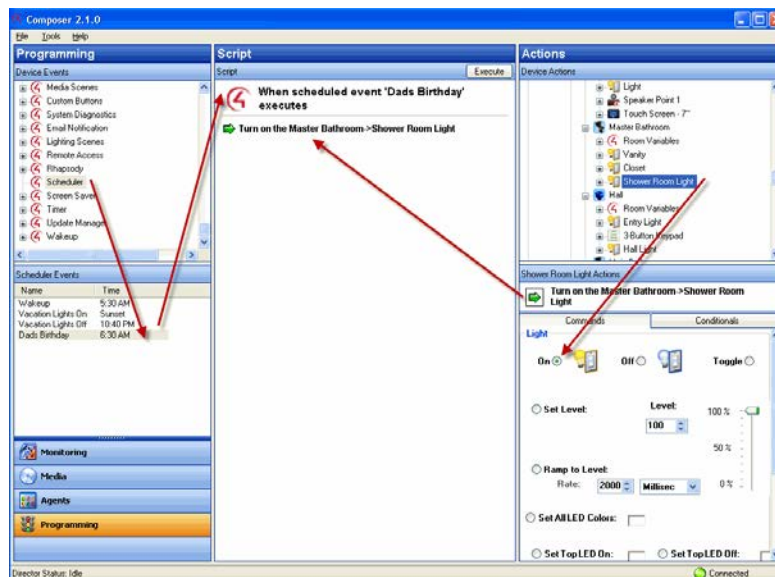 Composer 2.1.0
File Tools Help
Programming
Device Events
Media Scenes
Custom Buttons
System Diagnostics
Email Notification
Lighting Scenes
Remote Access
Rhapsody
Scheduler
Screen Saver
Timer
Update Manag
Wakeup
Scheduler Events
Name Time
Wakeup 5:30 AM
Vacation Lights On Sunset
Vacation Lights Off 10:40 PM
Dads Birthday 6:30 AM
Monitoring
Media
Agents
Programming
Director Status: Idle
Script
Script Execute
When scheduled event 'Dads Birthday'
executes
Turn on the Master Bathroom->Shower Room Light
Actions
Device Actions
Light
Speaker Point 1
Touch Screen - 7"
Master Bathroom
Room Variables
Vanity
Closet
Shower Room Light
Hall
Room Variables
Entry Light
3-Button Keypad
Hall Light
Shower Room Light Actions
Turn on the Master Bathroom->Shower Room
Light
Commands Conditionals
Light
On Off Toggle
Set Level: Level: 100 %
100
50 %
Ramp to Level:
Rate: 2000 Millisec 0 %
Set All LED Colors:
Set Top LED On: Set Top LED Off:
Connected